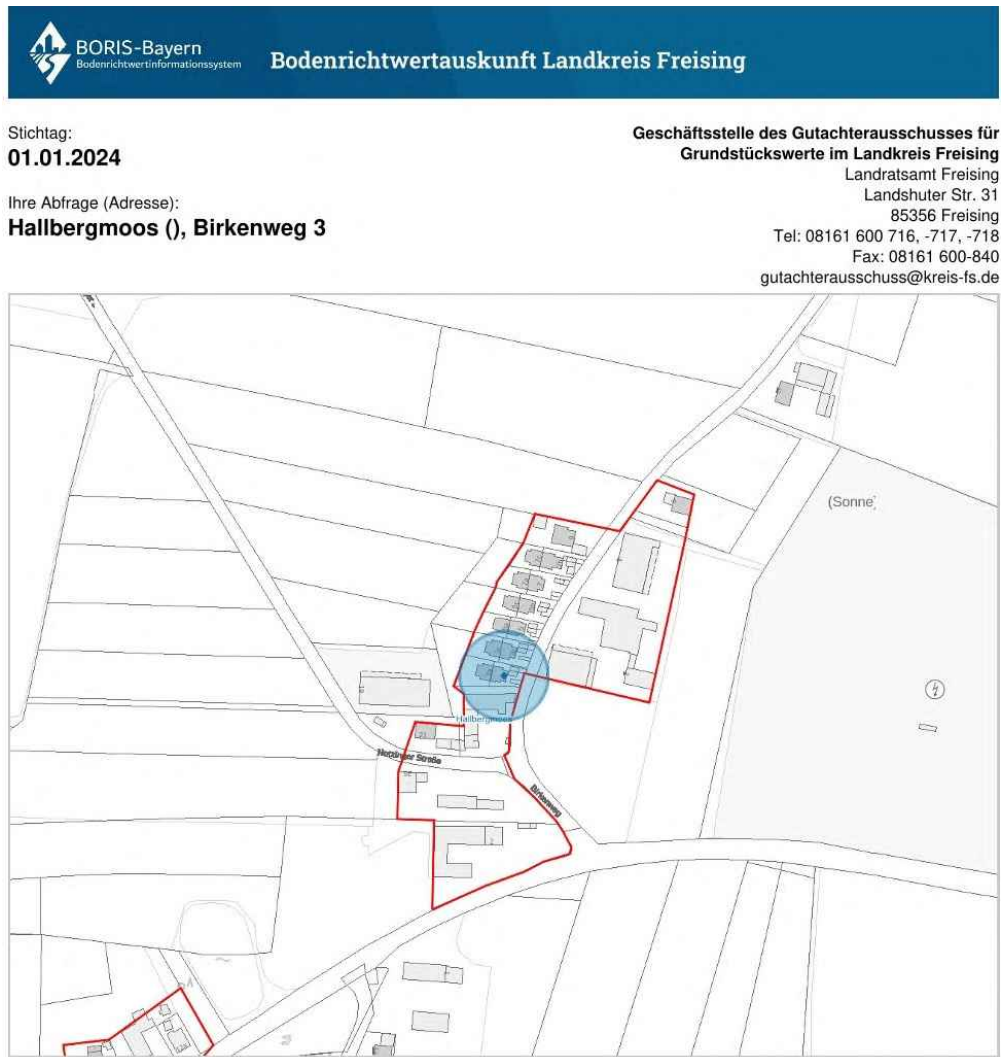 BORIS-Bayern
Bodenrichtwertinformationssystem
Bodenrichtwertauskunft Landkreis Freising
Stichtag:
01.01.2024
Ihre Abfrage (Adresse):
Hallbergmoos (), Birkenweg 3
Geschäftsstelle des Gutachterausschusses für
Grundstückswerte im Landkreis Freising
Landratsamt Freising
Landshuter Str. 31
85356 Freising
Tel: 08161 600 716, -717, -718
Fax: 08161 600-840
gutachterausschuss@kreis-fs.de
(Sonne
Hallbergmoos
Straße
Birkenweg